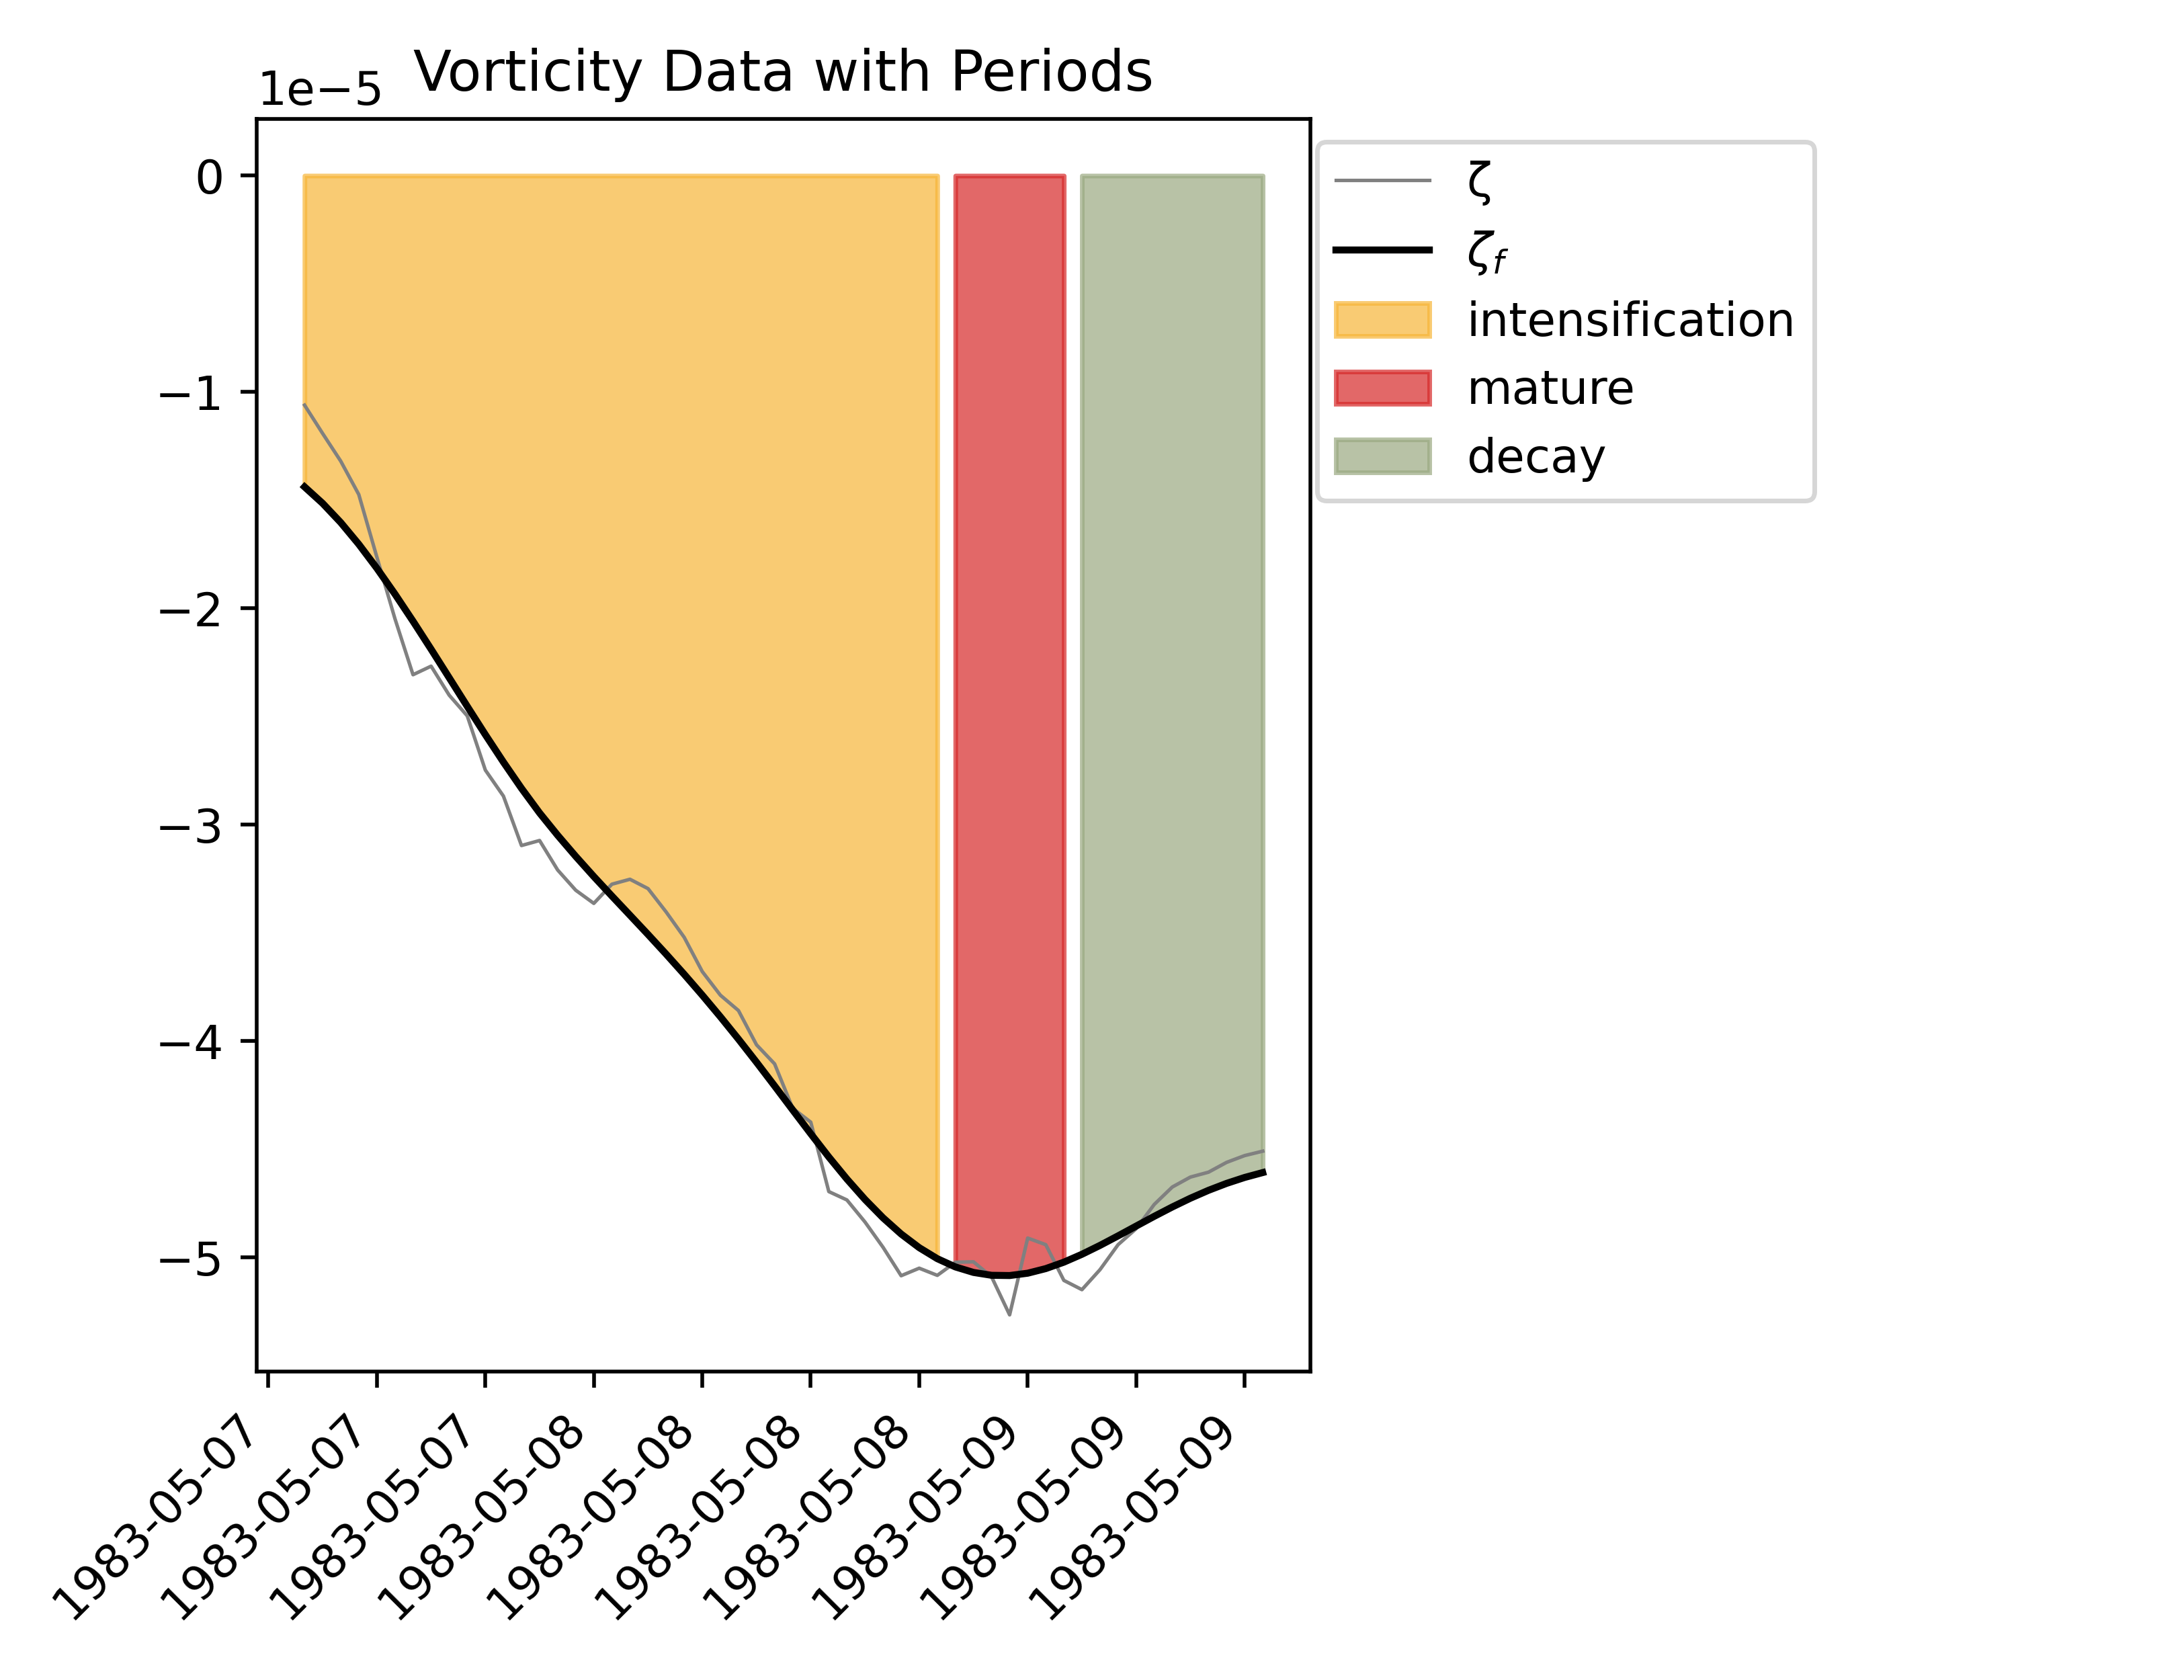 Vorticity Data with Periods
1e−5
0
−1
−2
−3
−4
−5
1983-05-07
1983-05-07
1983-05-07
1983-05-08
1983-05-08
1983-05-08
1983-05-08
1983-05-09
1983-05-09
1983-05-09
ζ
ζf
intensification
mature
decay